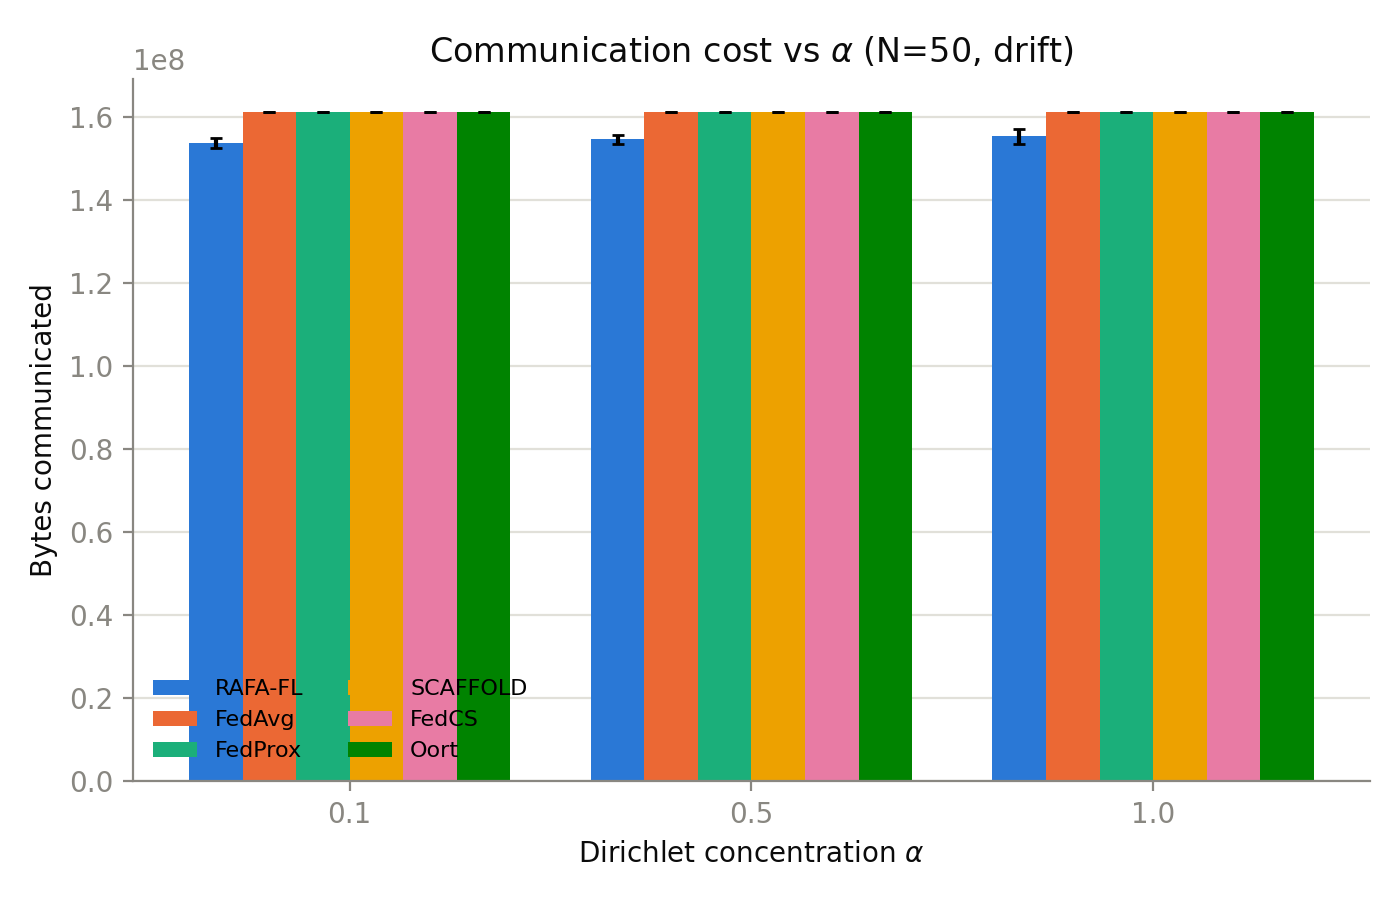 Communication cost vs α (N=50, drift)
1e8
1.6
1.4
1.2
1.0
0.8
0.6
0.4
0.2
0.0
Bytes communicated
RAFA-FL
FedAvg
FedProx
SCAFFOLD
FedCS
Oort
0.1 0.5 1.0
Dirichlet concentration α